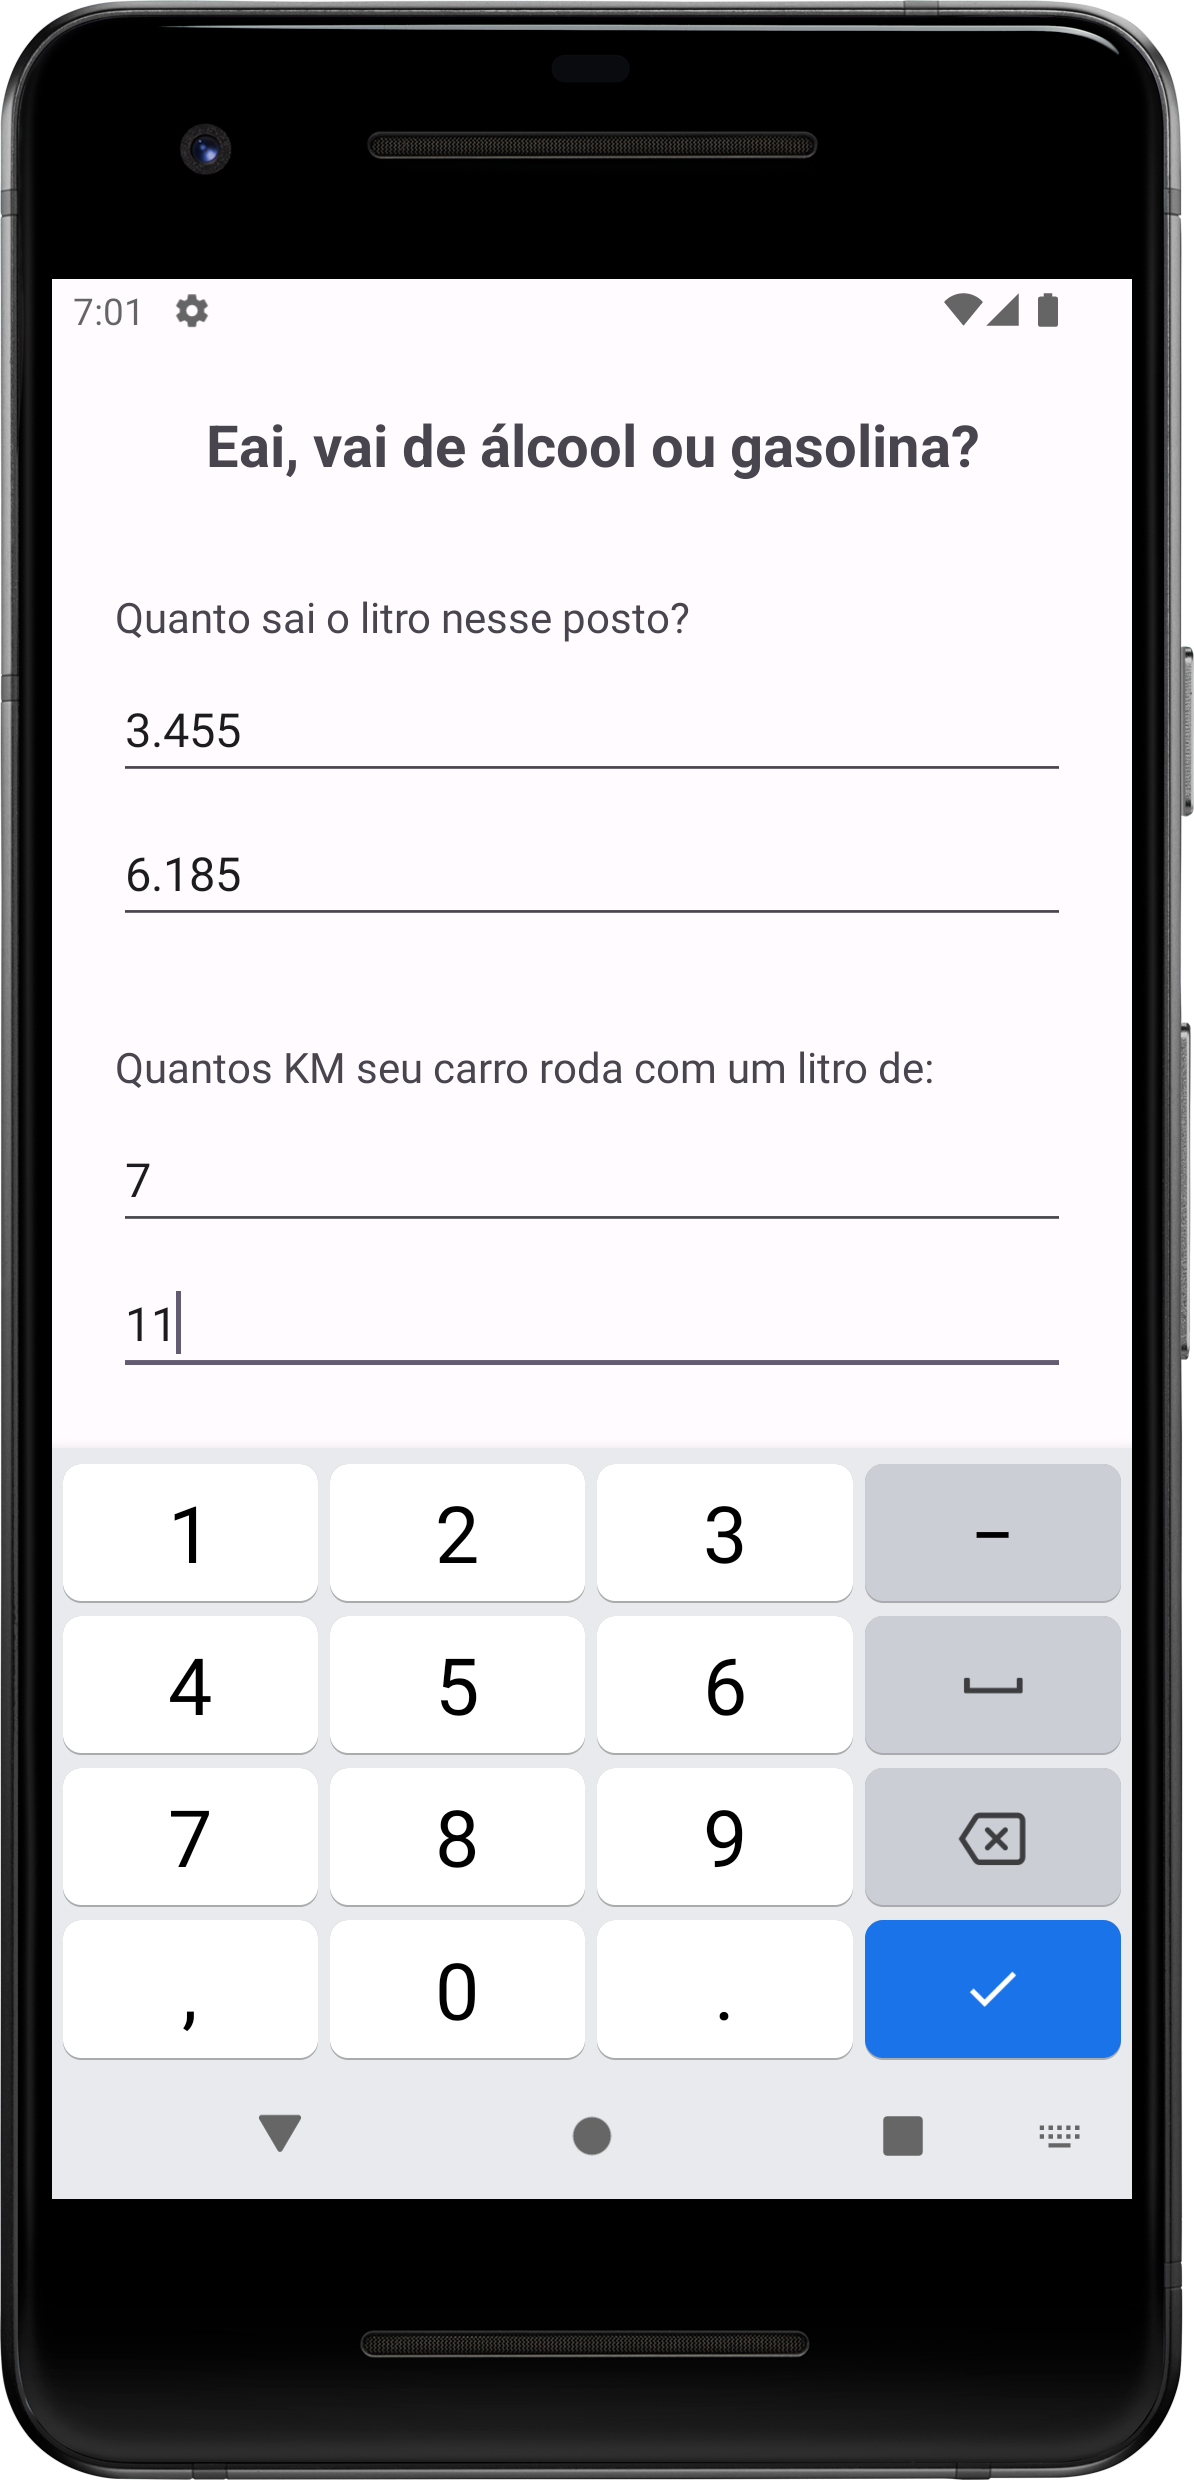 7:01
Eai, vai de álcool ou gasolina?
Quanto sai o litro nesse posto?
3.455
6.185
Quantos KM seu carro roda com um litro de:
7
11
1 2 3 –
4 5 6
7 8 9
, 0 .